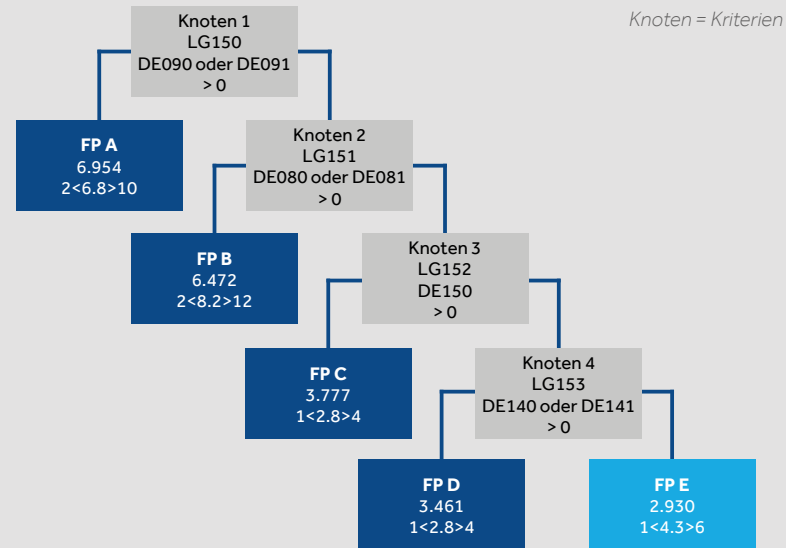 Knoten = Kriterien
Knoten 1
LG150
DE090 oder DE091
> 0
FP A
6.954
2<6.8>10
Knoten 2
LG151
DE080 oder DE081
> 0
FP B
6.472
2<8.2>12
Knoten 3
LG152
DE150
> 0
FP C
3.777
1<2.8>4
Knoten 4
LG153
DE140 oder DE141
> 0
FP D
3.461
1<2.8>4
FP E
2.930
1<4.3>6